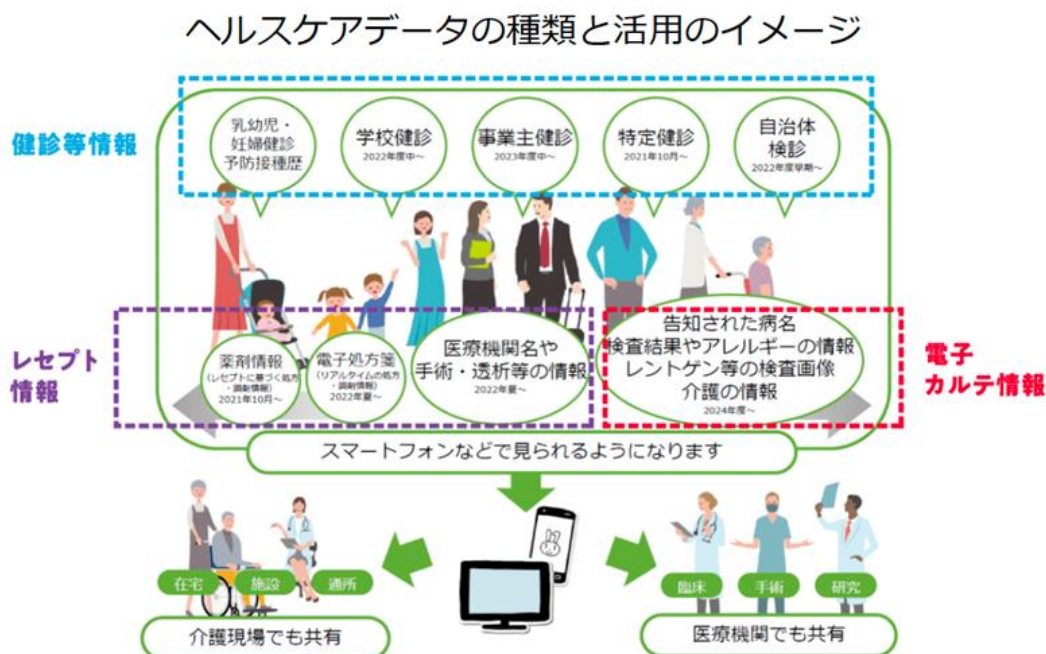 ヘルスケアデータの種類と活用のイメージ
健診等情報
乳幼児・
妊婦健診
予防接種歴
学校健診
2022年度中~
事業主健診
2023年度中~
特定健診
2021年10月~
自治体
検診
2022年度早期~
レセプト
情報
薬剤情報
(レセプトに基づく処方
・調剤情報)
2021年10月~
電子処方箋
(リアルタイムの処方
・調剤情報)
2022年夏~
医療機関名や
手術・透析等の情報
2022年夏~
告知された病名
検査結果やアレルギーの情報
レントゲン等の検査画像
介護の情報
2024年度~
電子
カルテ情報
スマートフォンなどで見られるようになります
在宅
施設
通所
介護現場でも共有
臨床
手術
研究
医療機関でも共有